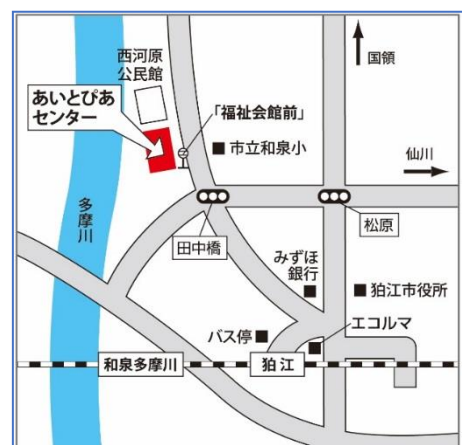 西河原
公民館
国領
あいとぴあ
センター
「福祉会館前」
市立和泉小
仙川
多摩川
田中橋
松原
みずほ
銀行
狛江市役所
バス停
エコルマ
和泉多摩川
狛江